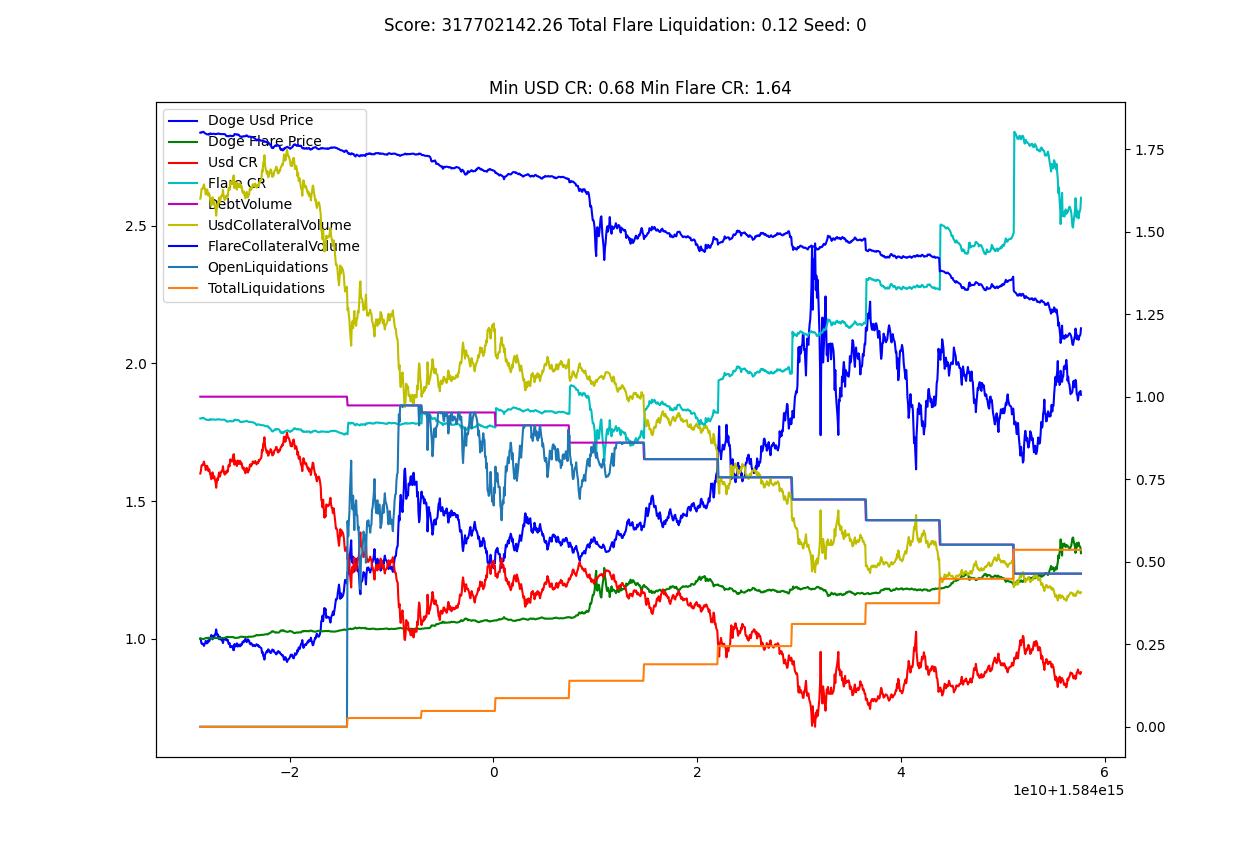 Score: 317702142.26 Total Flare Liquidation: 0.12 Seed: 0
Min USD CR: 0.68 Min Flare CR: 1.64
Doge Usd Price
Doge Flare Price
Usd CR
Flare CR
DebtVolume
UsdCollateralVolume
FlareCollateralVolume
OpenLiquidations
TotalLiquidations
2.5
2.0
1.5
1.0
1.75
1.50
1.25
1.00
0.75
0.50
0.25
0.00
−2
0
2
4
6
1e10+1.584e15